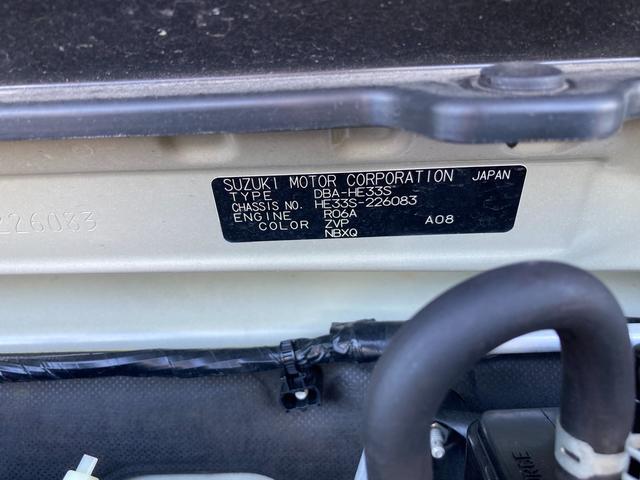 SUZUKI MOTOR CORPORATION JAPAN
TYPE DBA-HE33S
CHASSIS NO. HE33S-226083
ENGINE R06A A08
COLOR ZVP
NBXQ
226083